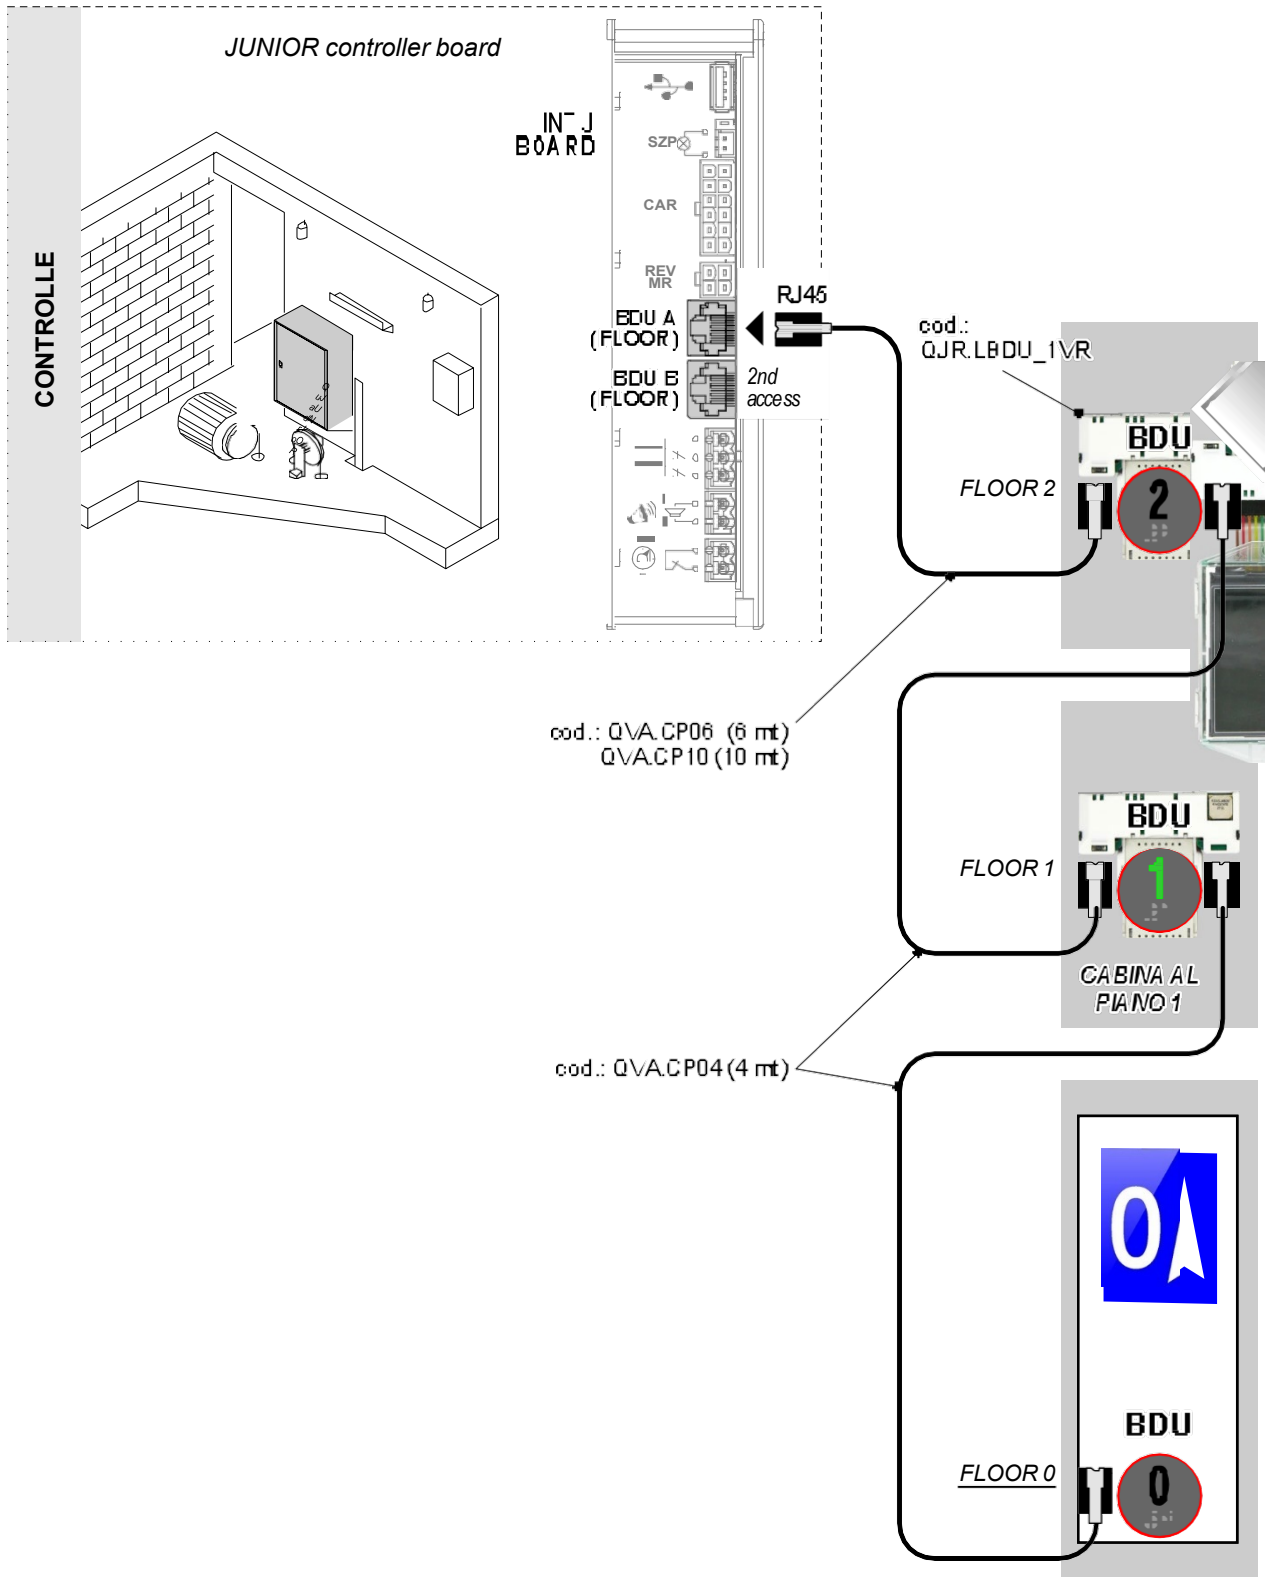 JUNIOR controller board
CONTROLLE
BOARD
SZP
CAR
REV
MR
RJ45
BDU A
(FLOOR)
BDU B
(FLOOR)
2nd
access
cod.:
QJR.LBDU_1VR
BDU
FLOOR 2
2
cod.: QVA.CP06 (6 mt)
QVA.CP10 (10 mt)
BDU
FLOOR 1
1
CABINA AL
PIANO 1
cod.: QVA.CP04 (4 mt)
0
BDU
FLOOR 0
0